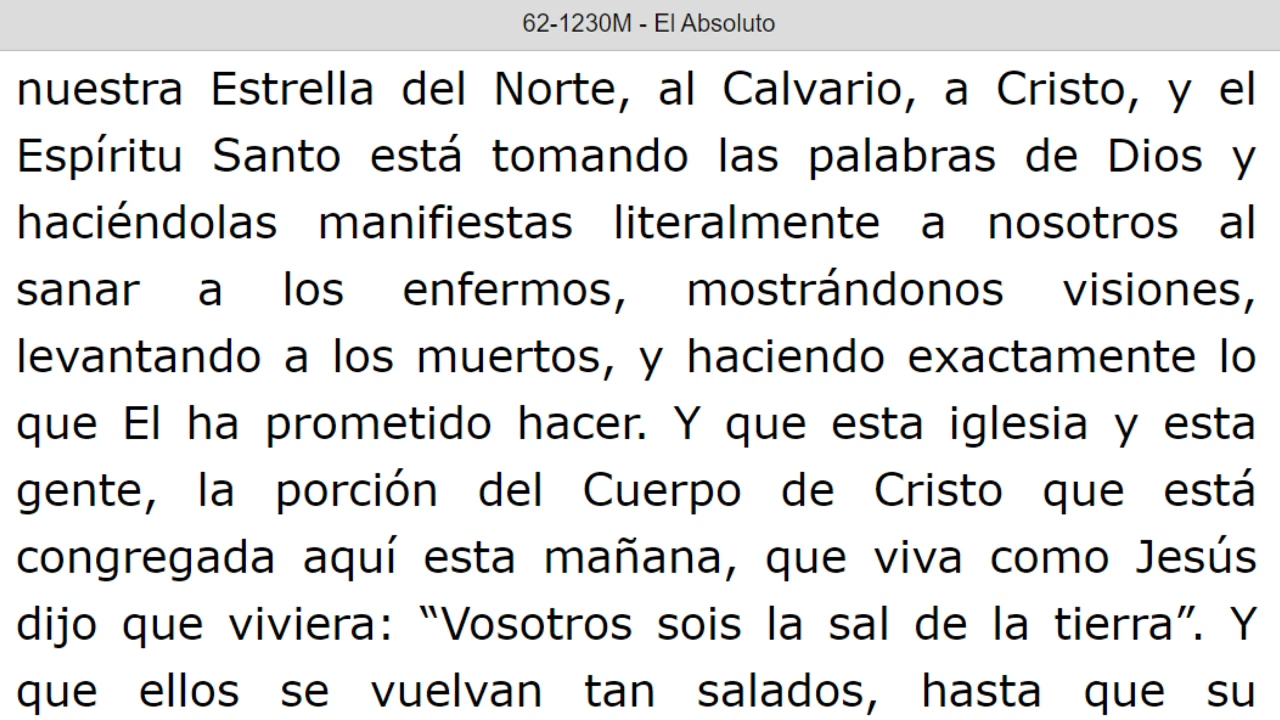 62-1230M - El Absoluto
nuestra Estrella del Norte, al Calvario, a Cristo, y el
Espíritu Santo está tomando las palabras de Dios y
haciéndolas manifiestas literalmente a nosotros al
sanar a los enfermos, mostrándonos visiones,
levantando a los muertos, y haciendo exactamente lo
que El ha prometido hacer. Y que esta iglesia y esta
gente, la porción del Cuerpo de Cristo que está
congregada aquí esta mañana, que viva como Jesús
dijo que viviera: “Vosotros sois la sal de la tierra”. Y
que ellos se vuelvan tan salados, hasta que su